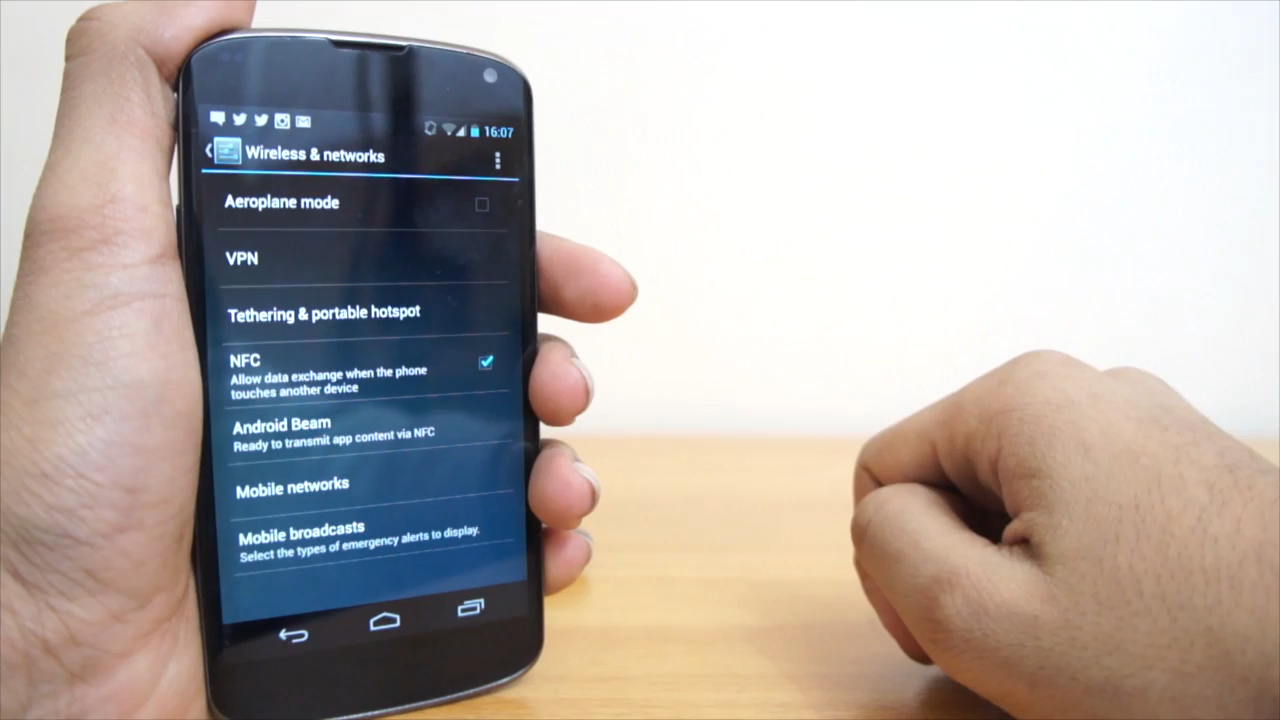 16:07
Wireless & networks
Aeroplane mode
VPN
Tethering & portable hotspot
NFC
Allow data exchange when the phone
touches another device
Android Beam
Ready to transmit app content via NFC
Mobile networks
Mobile broadcasts
Select the types of emergency alerts to display.